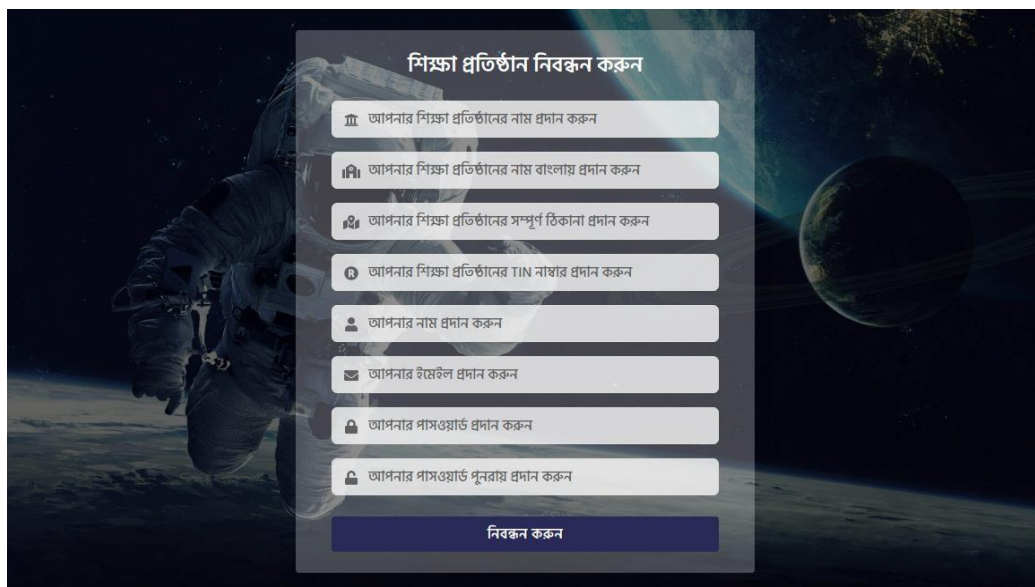 শিক্ষা প্রতিষ্ঠান নিবন্ধন করুন
আপনার শিক্ষা প্রতিষ্ঠানের নাম প্রদান করুন
আপনার শিক্ষা প্রতিষ্ঠানের নাম বাংলায় প্রদান করুন
আপনার শিক্ষা প্রতিষ্ঠানের সম্পূর্ণ ঠিকানা প্রদান করুন
আপনার শিক্ষা প্রতিষ্ঠানের TIN নাম্বার প্রদান করুন
আপনার নাম প্রদান করুন
আপনার ইমেইল প্রদান করুন
আপনার পাসওয়ার্ড প্রদান করুন
আপনার পাসওয়ার্ড পুনরায় প্রদান করুন
নিবন্ধন করুন